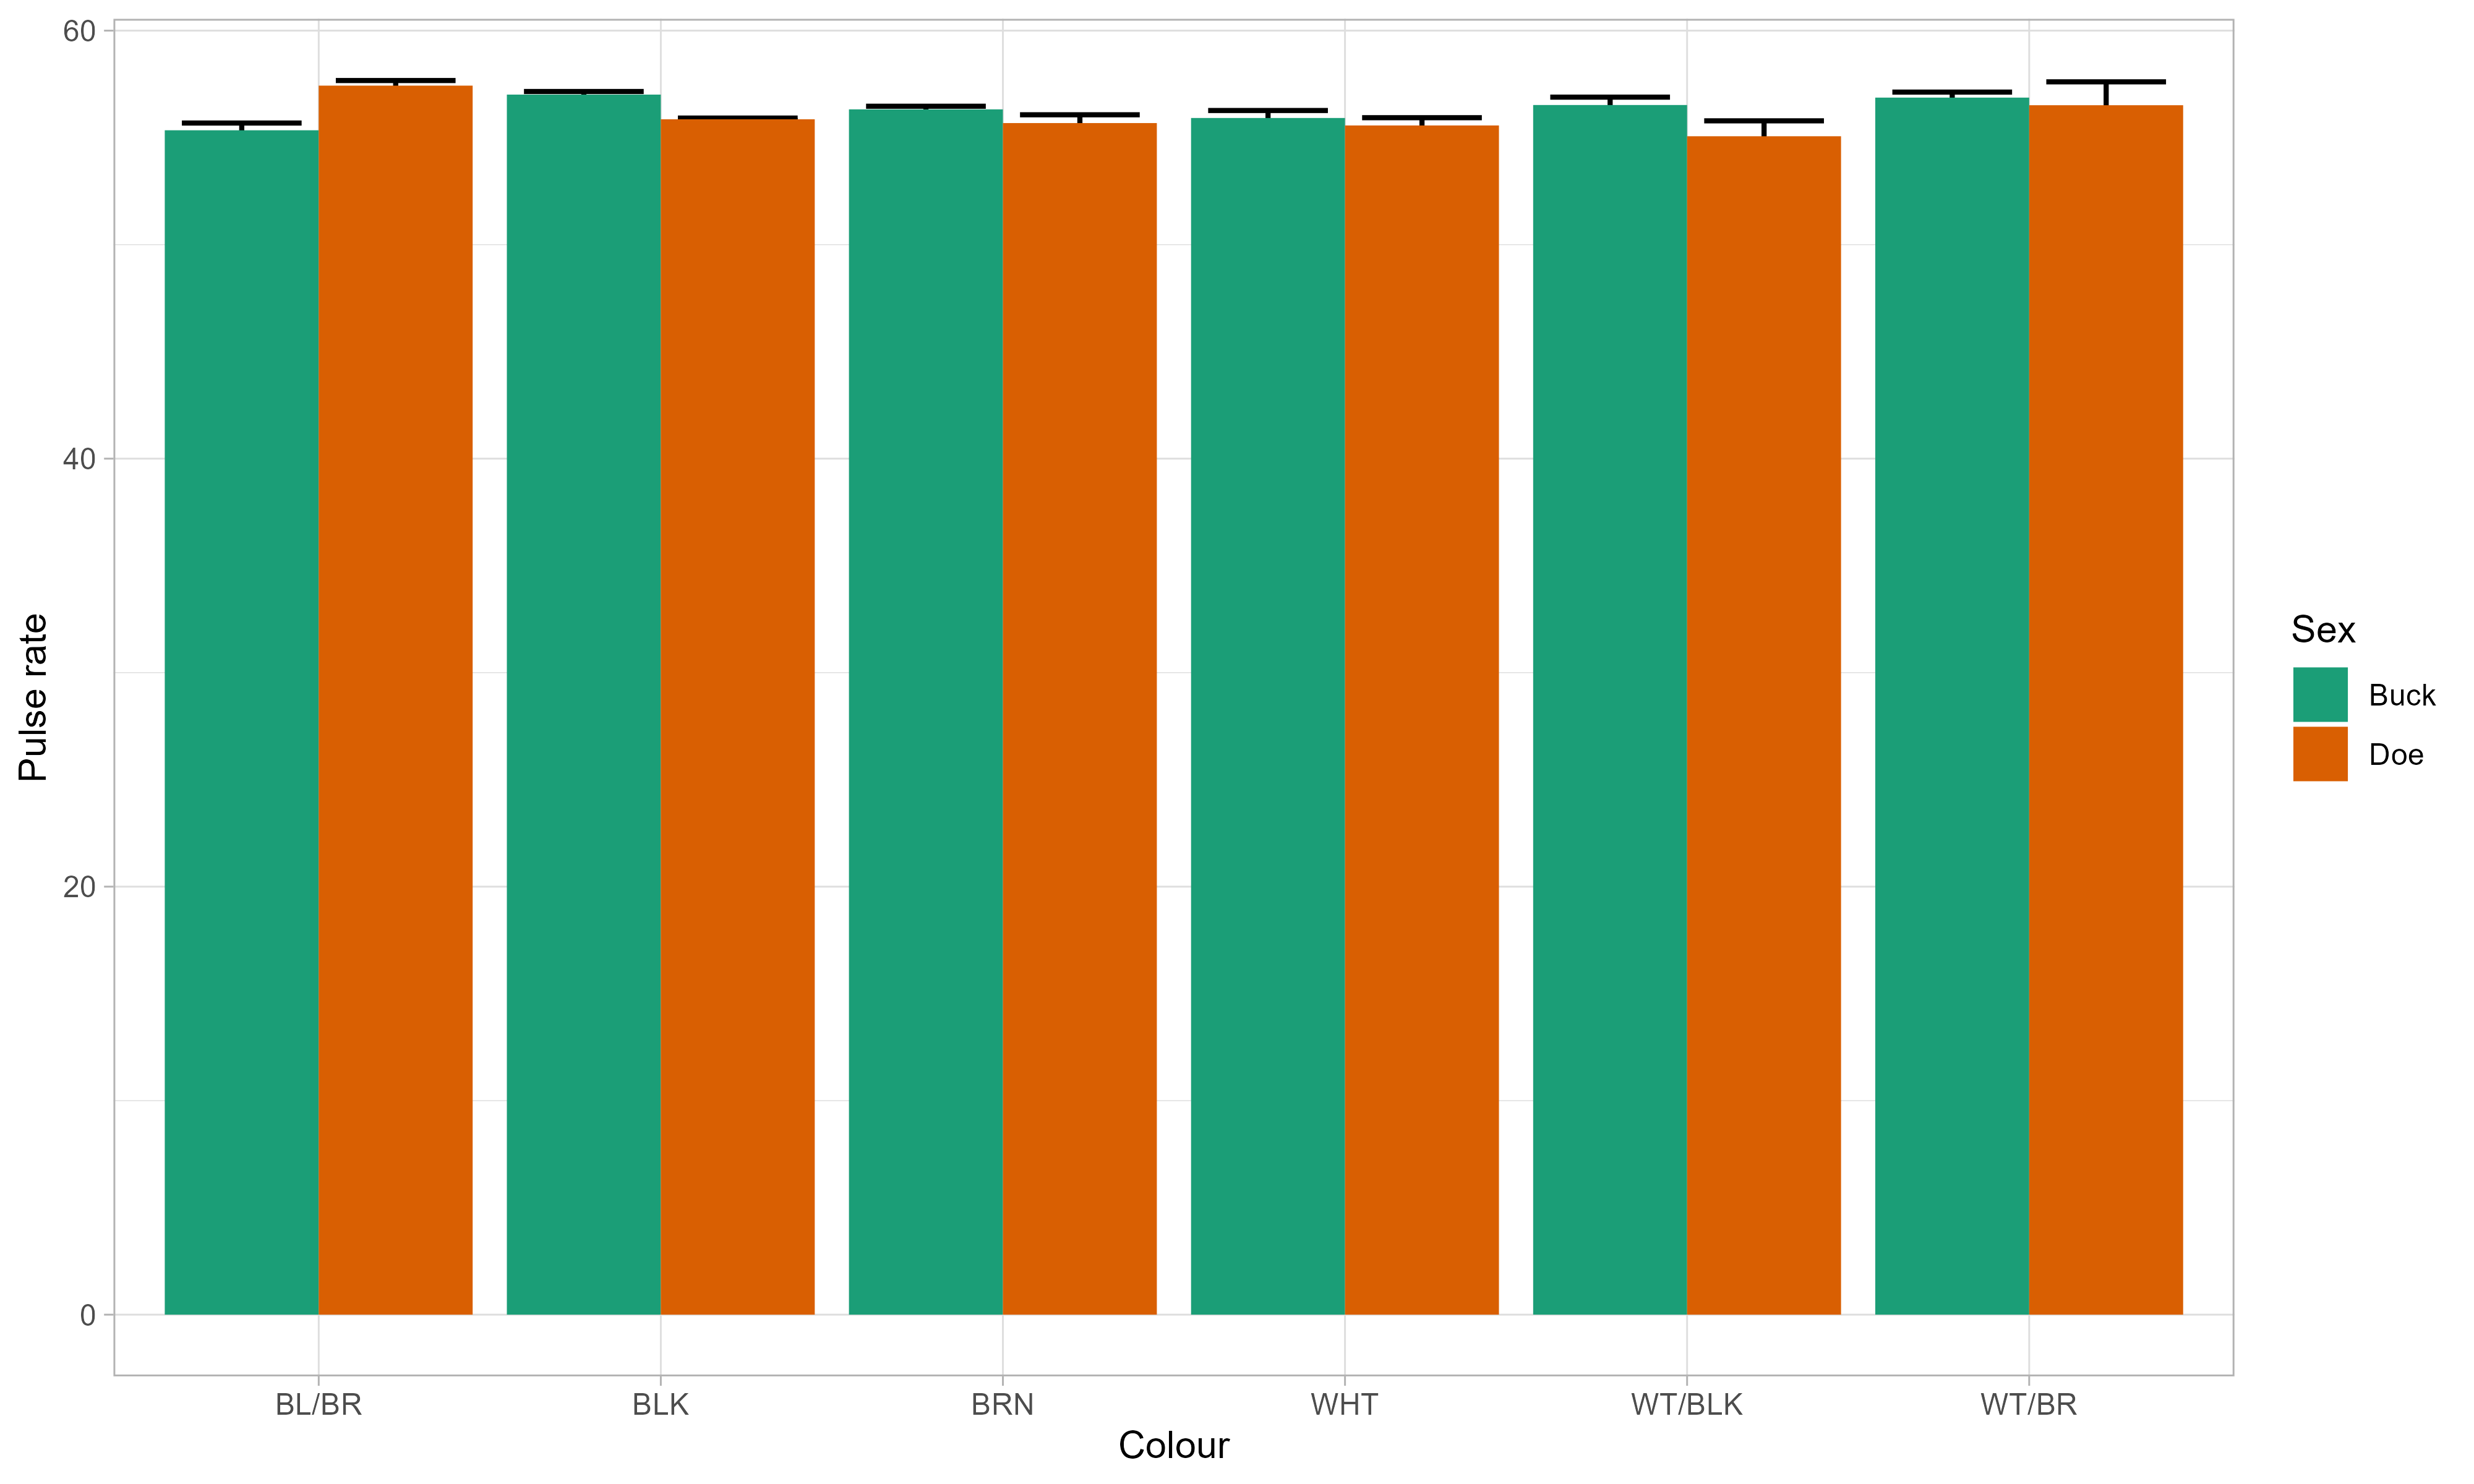 60
40
20
0
Pulse rate
BL/BR
BLK
BRN
WHT
WT/BLK
WT/BR
Colour
Sex
Buck
Doe